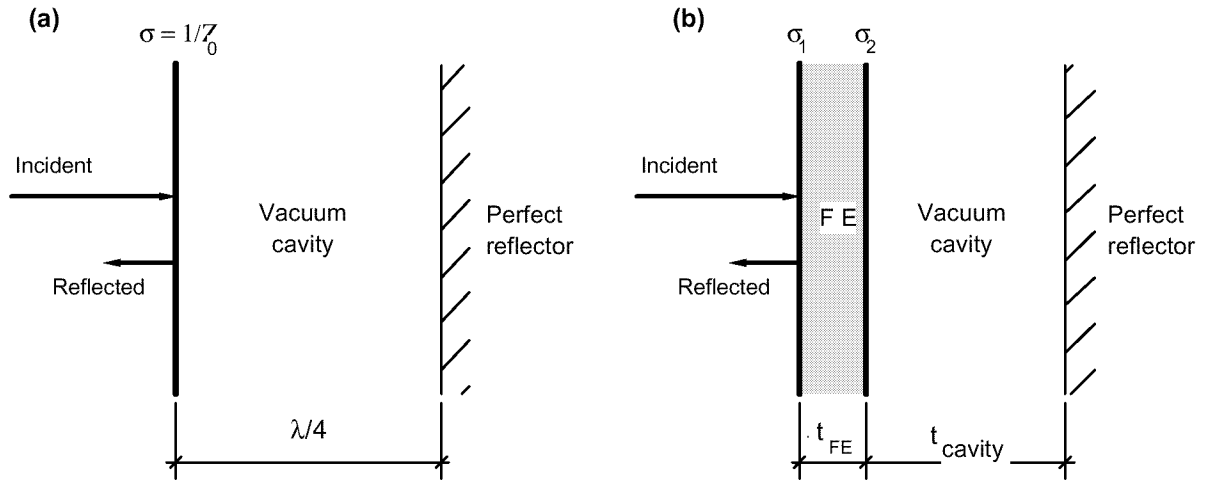 (a)
σ = 1/Z0
Incident
Reflected
Vacuum
cavity
Perfect
reflector
λ/4
(b)
σ1
σ2
Incident
Reflected
F E
Vacuum
cavity
Perfect
reflector
tFE
tcavity